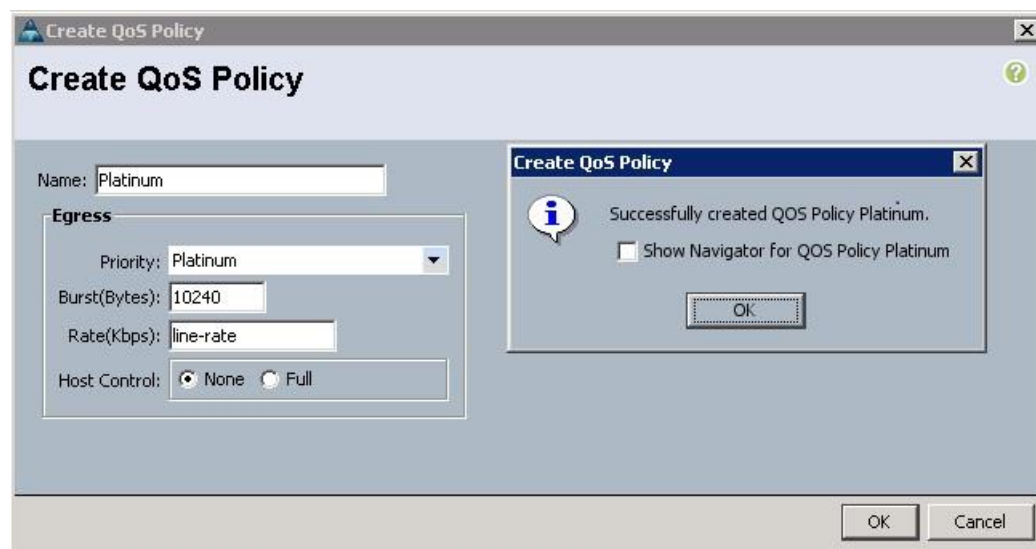 Create QoS Policy
Create QoS Policy
Name: Platinum
Egress
Priority: Platinum
Burst(Bytes): 10240
Rate(Kbps): line-rate
Host Control: None Full
Create QoS Policy
Successfully created QOS Policy Platinum.
Show Navigator for QOS Policy Platinum
OK
OK Cancel